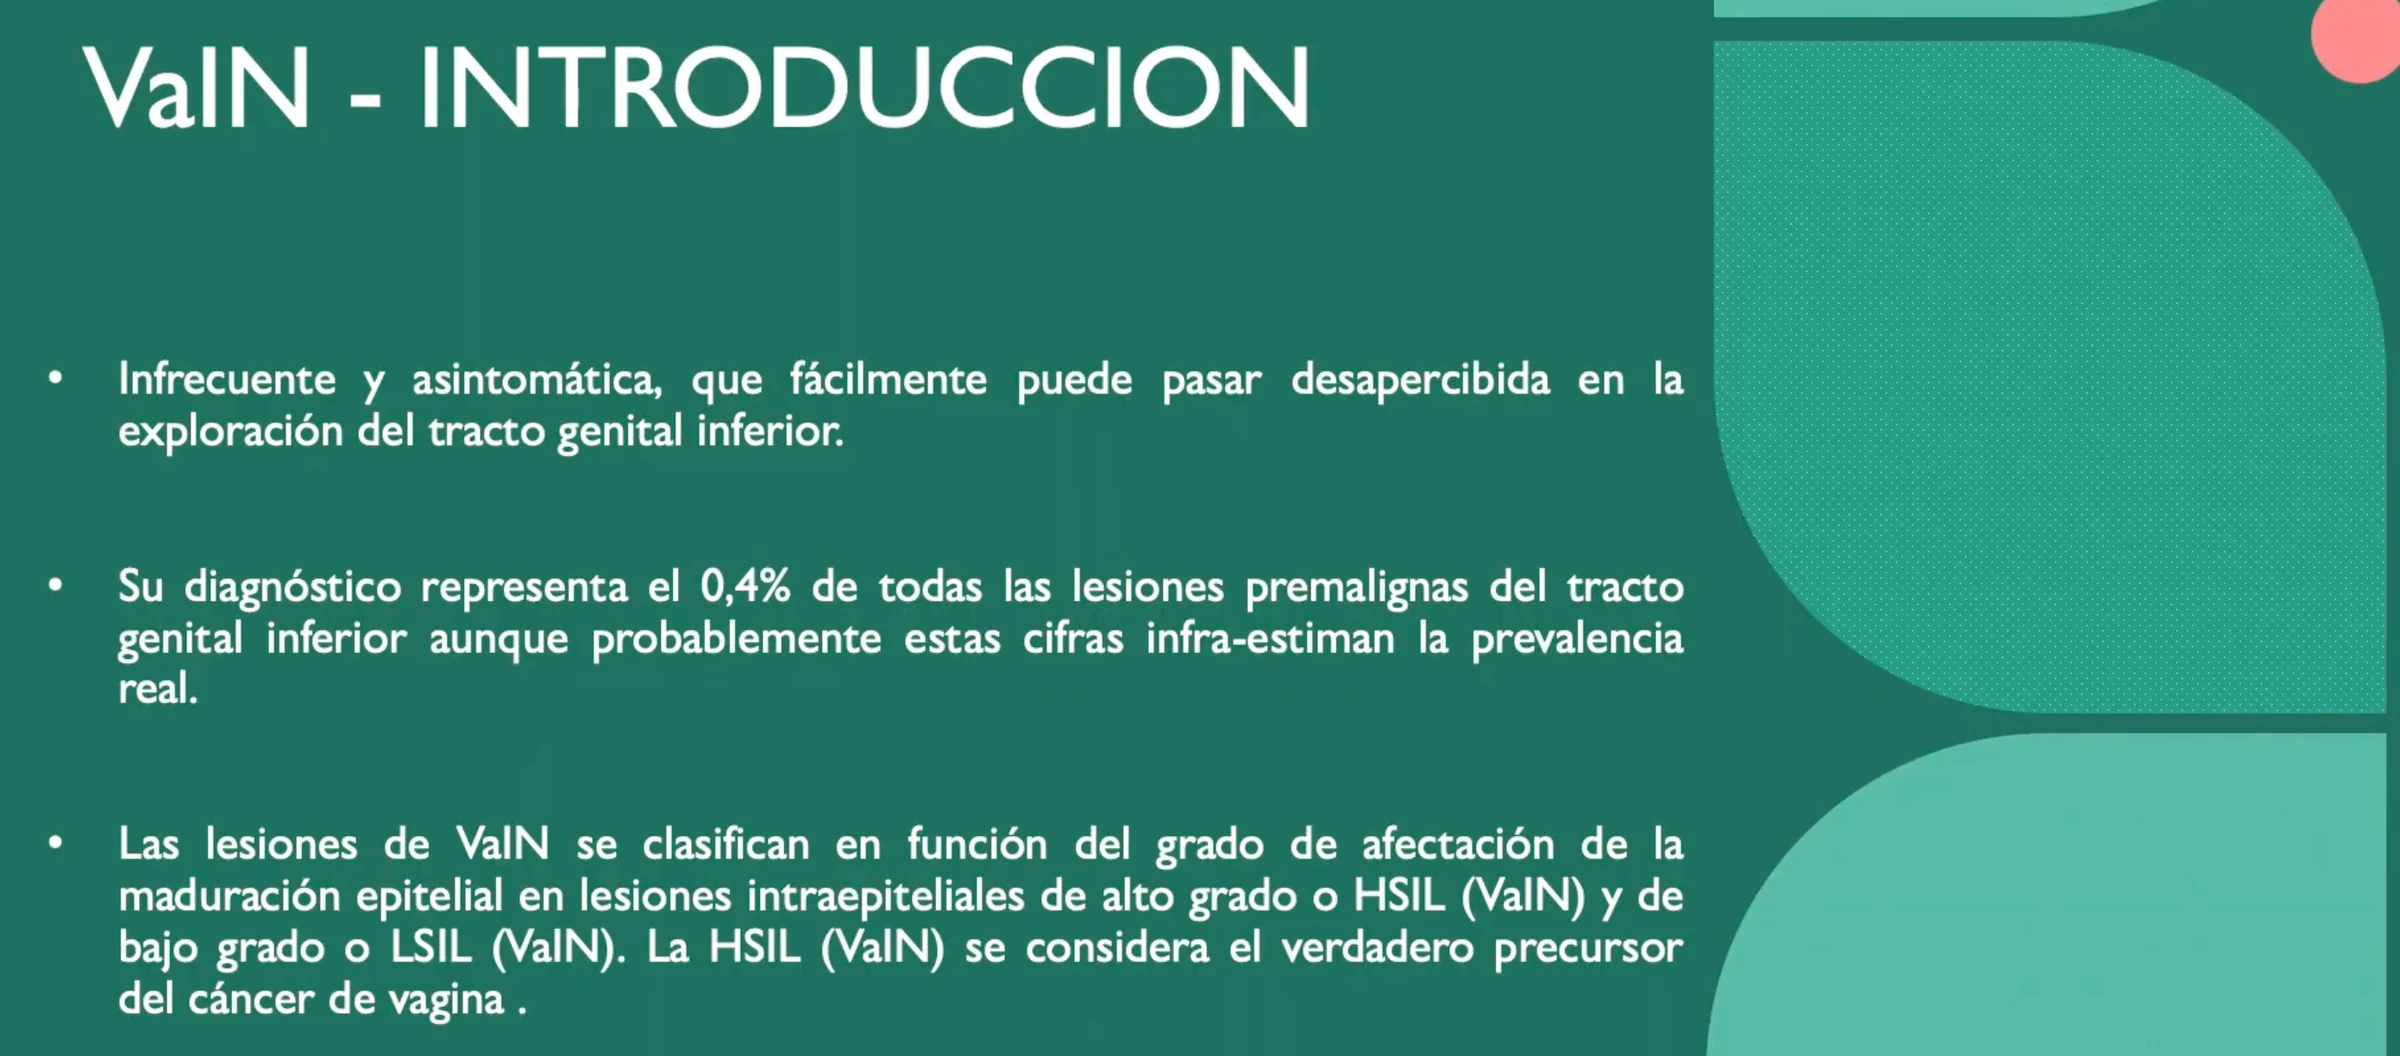 VaIN - INTRODUCCION
• Infrecuente y asintomática, que fácilmente puede pasar desapercibida en la
exploración del tracto genital inferior.
• Su diagnóstico representa el 0,4% de todas las lesiones premalignas del tracto
genital inferior aunque probablemente estas cifras infra-estiman la prevalencia
real.
• Las lesiones de VaIN se clasifican en función del grado de afectación de la
maduración epitelial en lesiones intraepiteliales de alto grado o HSIL (VaIN) y de
bajo grado o LSIL (VaIN). La HSIL (VaIN) se considera el verdadero precursor
del cáncer de vagina .